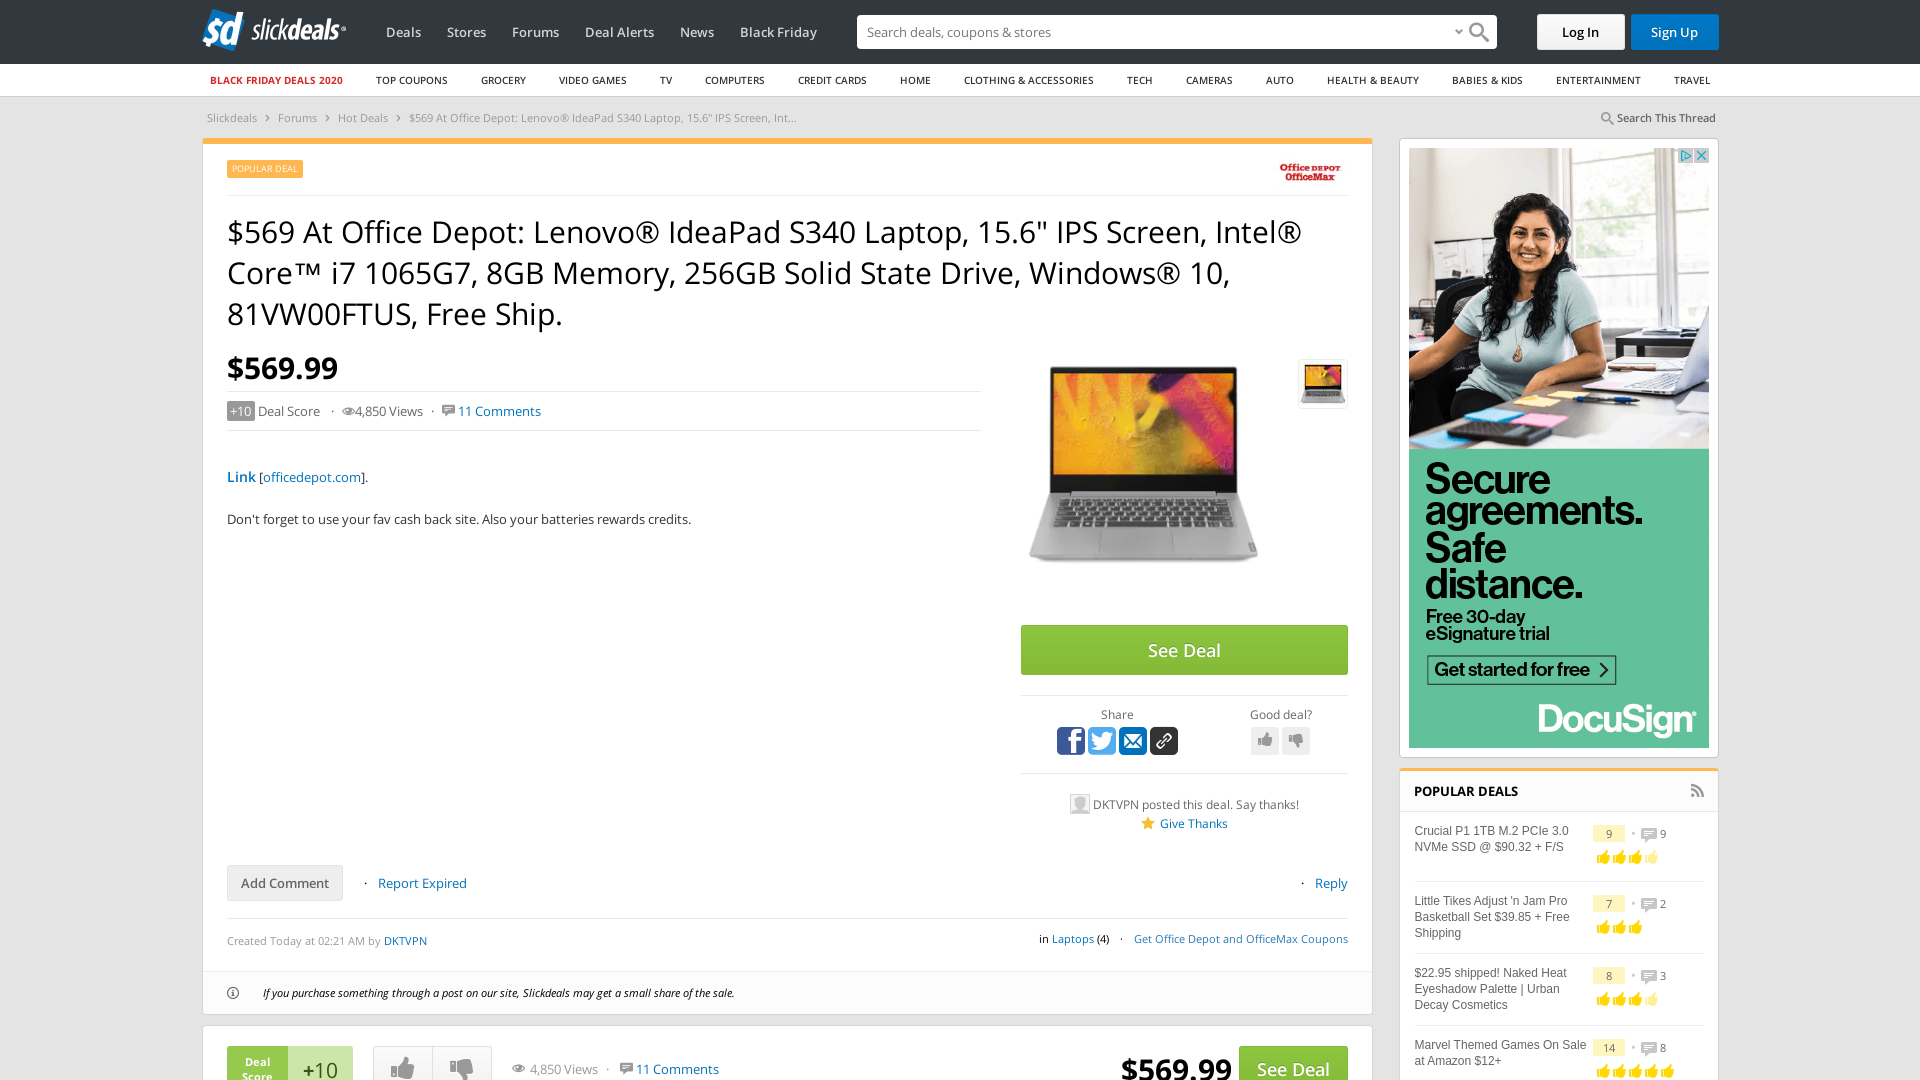 slickdeals
Deals
Stores
Forums
Deal Alerts
News
Black Friday
Search deals, coupons & stores
Log In
Sign Up
BLACK FRIDAY DEALS 2020
TOP COUPONS
GROCERY
VIDEO GAMES
TV
COMPUTERS
CREDIT CARDS
HOME
CLOTHING & ACCESSORIES
TECH
CAMERAS
AUTO
HEALTH & BEAUTY
BABIES & KIDS
ENTERTAINMENT
TRAVEL
Slickdeals > Forums > Hot Deals > $569 At Office Depot: Lenovo® IdeaPad S340 Laptop, 15.6" IPS Screen, Int...
Search This Thread
POPULAR DEAL
Office DEPOT
OfficeMax
$569 At Office Depot: Lenovo® IdeaPad S340 Laptop, 15.6" IPS Screen, Intel®
Core™ i7 1065G7, 8GB Memory, 256GB Solid State Drive, Windows® 10,
81VW00FTUS, Free Ship.
$569.99
+10 Deal Score · 4,850 Views · 11 Comments
Link [officedepot.com].
Don't forget to use your fav cash back site. Also your batteries rewards credits.
See Deal
Share
Good deal?
DKTVPN posted this deal. Say thanks!
Give Thanks
Add Comment
· Report Expired
· Reply
Created Today at 02:21 AM by DKTVPN
in Laptops (4) · Get Office Depot and OfficeMax Coupons
If you purchase something through a post on our site, Slickdeals may get a small share of the sale.
Deal
Score
+10
4,850 Views · 11 Comments
$569.99
See Deal
Secure
agreements.
Safe
distance.
Free 30-day
eSignature trial
Get started for free >
DocuSign®
POPULAR DEALS
Crucial P1 1TB M.2 PCIe 3.0
NVMe SSD @ $90.32 + F/S
9 • 9
Little Tikes Adjust 'n Jam Pro
Basketball Set $39.85 + Free
Shipping
7 • 2
$22.95 shipped! Naked Heat
Eyeshadow Palette | Urban
Decay Cosmetics
8 • 3
Marvel Themed Games On Sale
at Amazon $12+
14 • 8